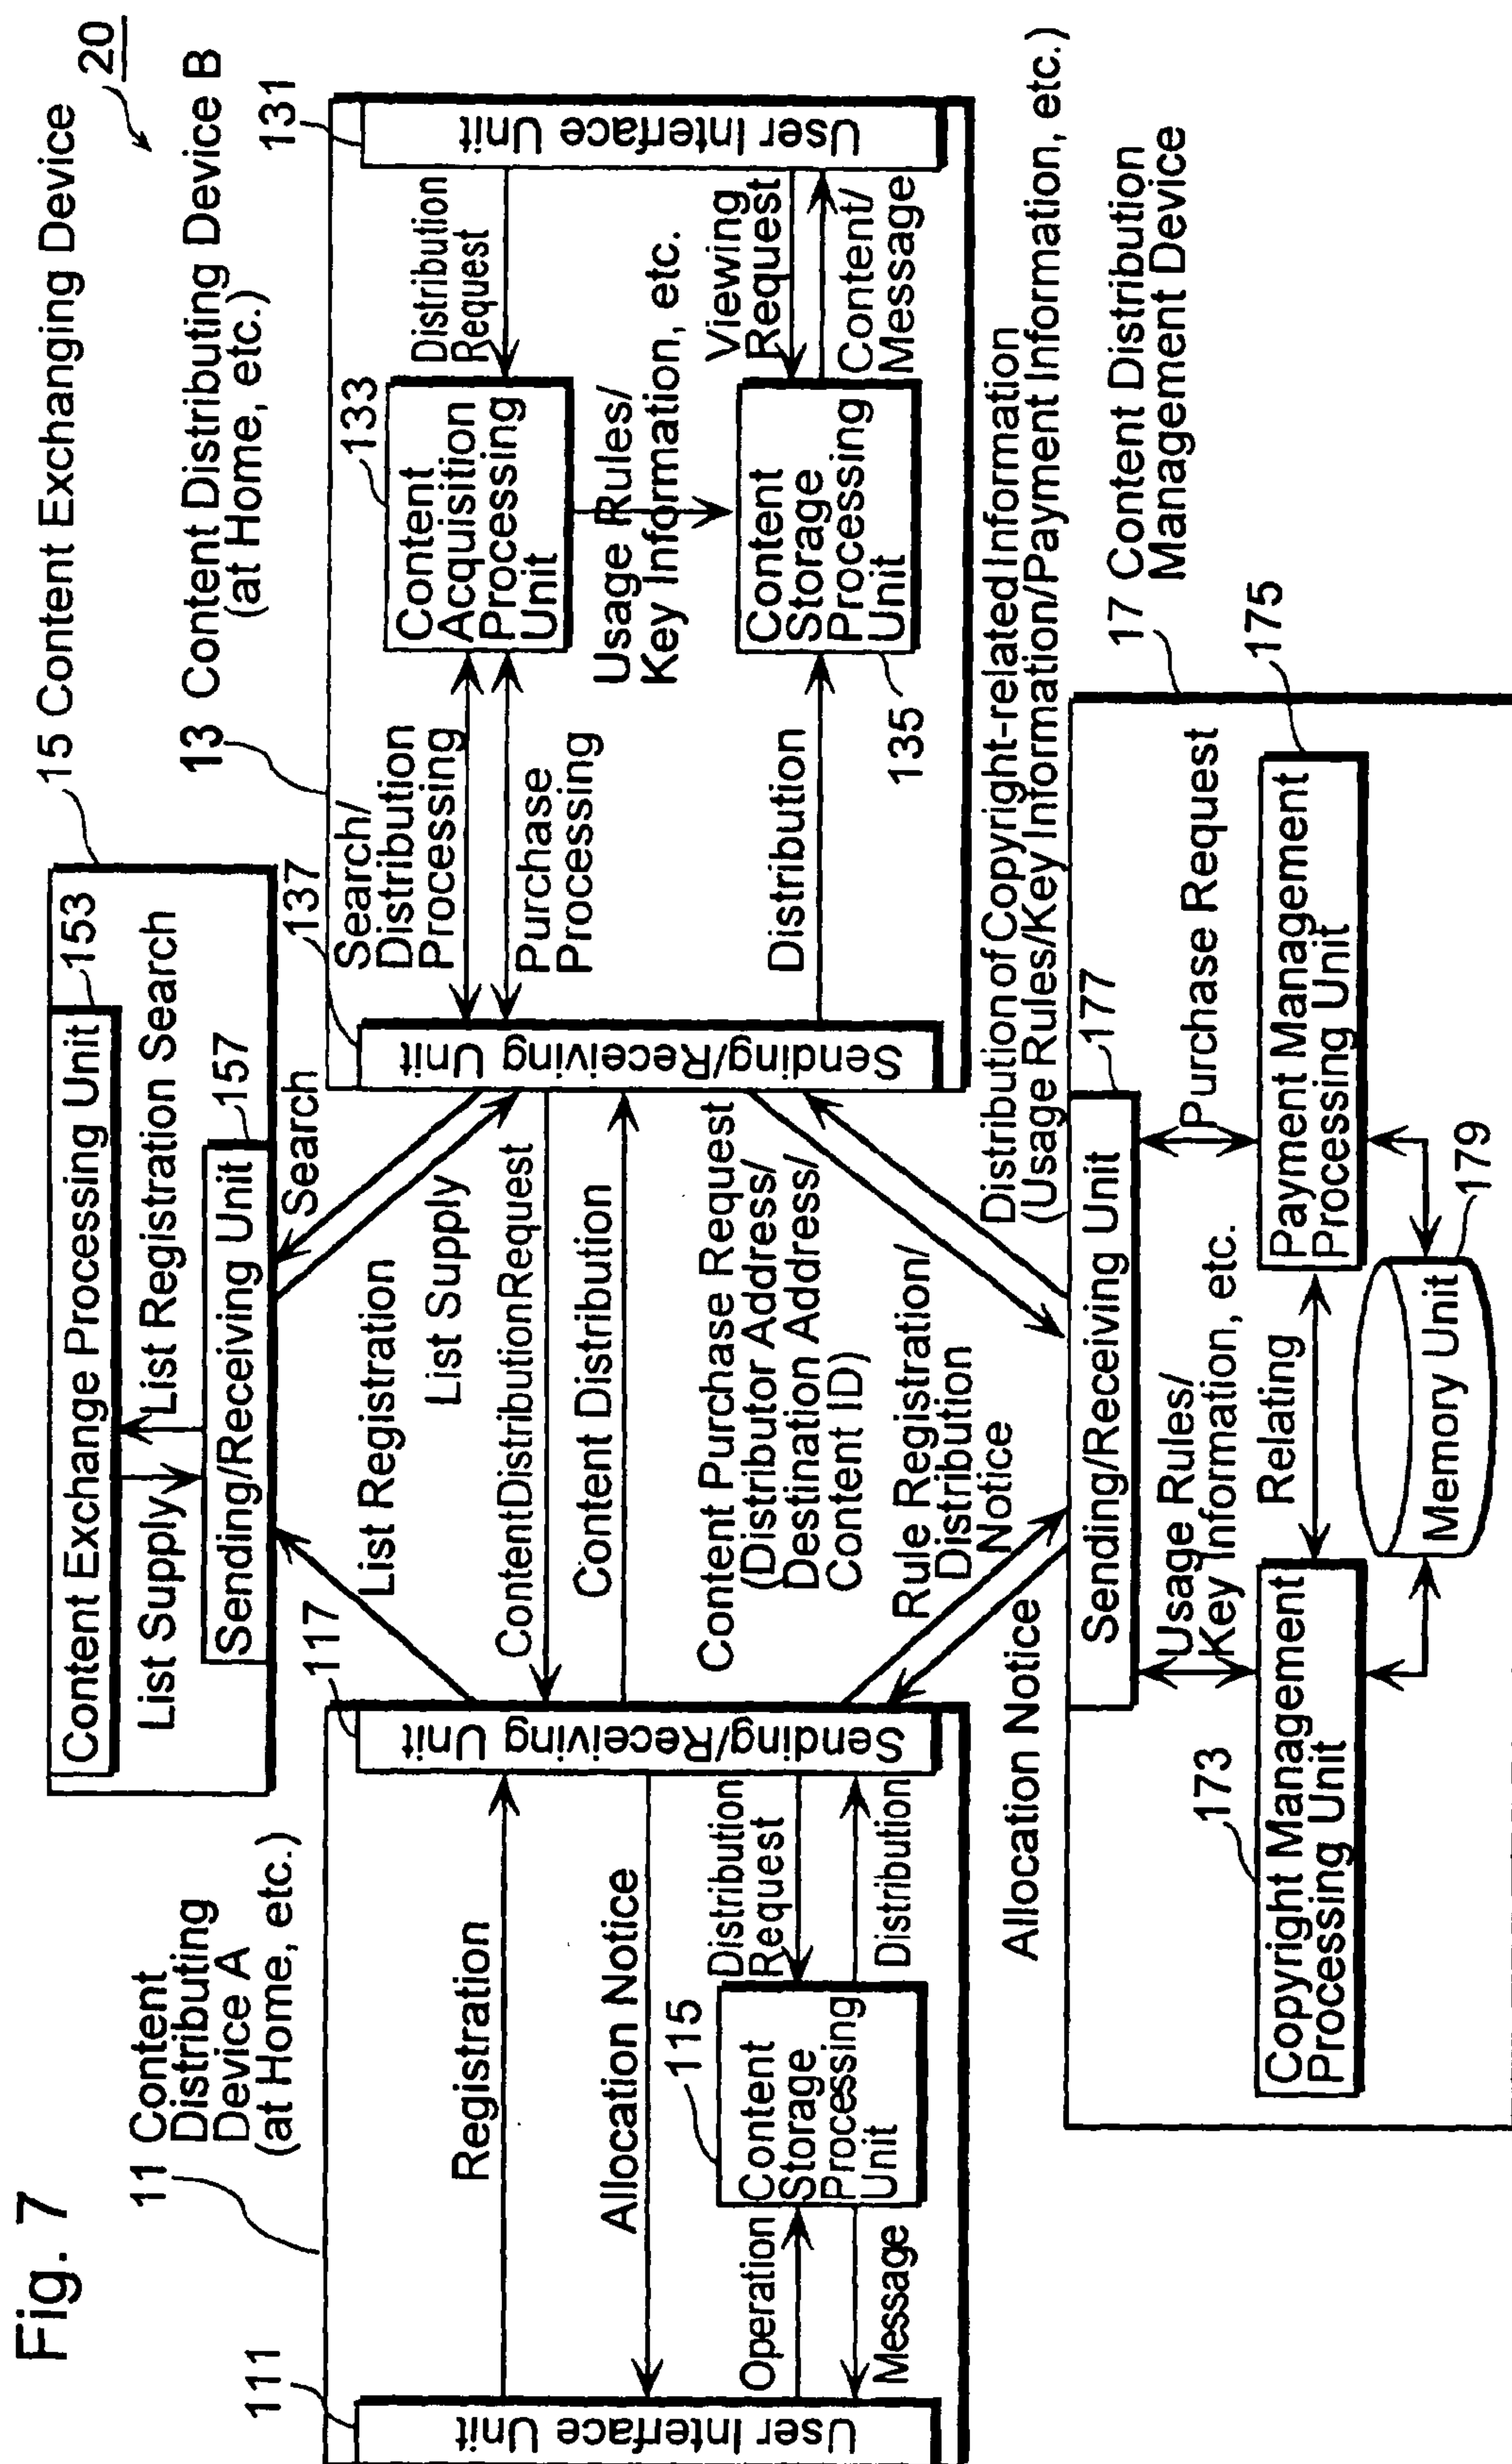 Fig. 7
20
15 Content Exchanging Device
Content Exchange Processing Unit
153
List Supply
List Registration Search
Sending/Receiving Unit
157
11 Content
Distributing
Device A
(at Home, etc.)
13 Content Distributing Device B
(at Home, etc.)
111
User Interface Unit
Registration
Allocation Notice
115
Content
Storage
Processing
Unit
Operation
Message
Distribution
Request
Distribution
117
Sending/Receiving Unit
List Registration
Search
List Supply
ContentDistributionRequest
Content Distribution
Content Purchase Request
(Distributor Address/
Destination Address/
Content ID)
Rule Registration/
Distribution
Notice
Allocation Notice
137
Sending/Receiving Unit
Search/
Distribution
Processing
Purchase
Processing
Distribution
133
Content
Acquisition
Processing
Unit
Usage Rules/
Key Information, etc.
Content
Storage
Processing
Unit
135
Distribution
Request
Viewing
Request
Content/
Message
131
User Interface Unit
Distribution of Copyright-related Information
(Usage Rules/Key Information/Payment Information, etc.)
17 Content Distribution
Management Device
Sending/Receiving Unit
177
Usage Rules/
Key Information, etc.
Purchase Request
173
Copyright Management
Processing Unit
Relating
Payment Management
Processing Unit
175
Memory Unit
179